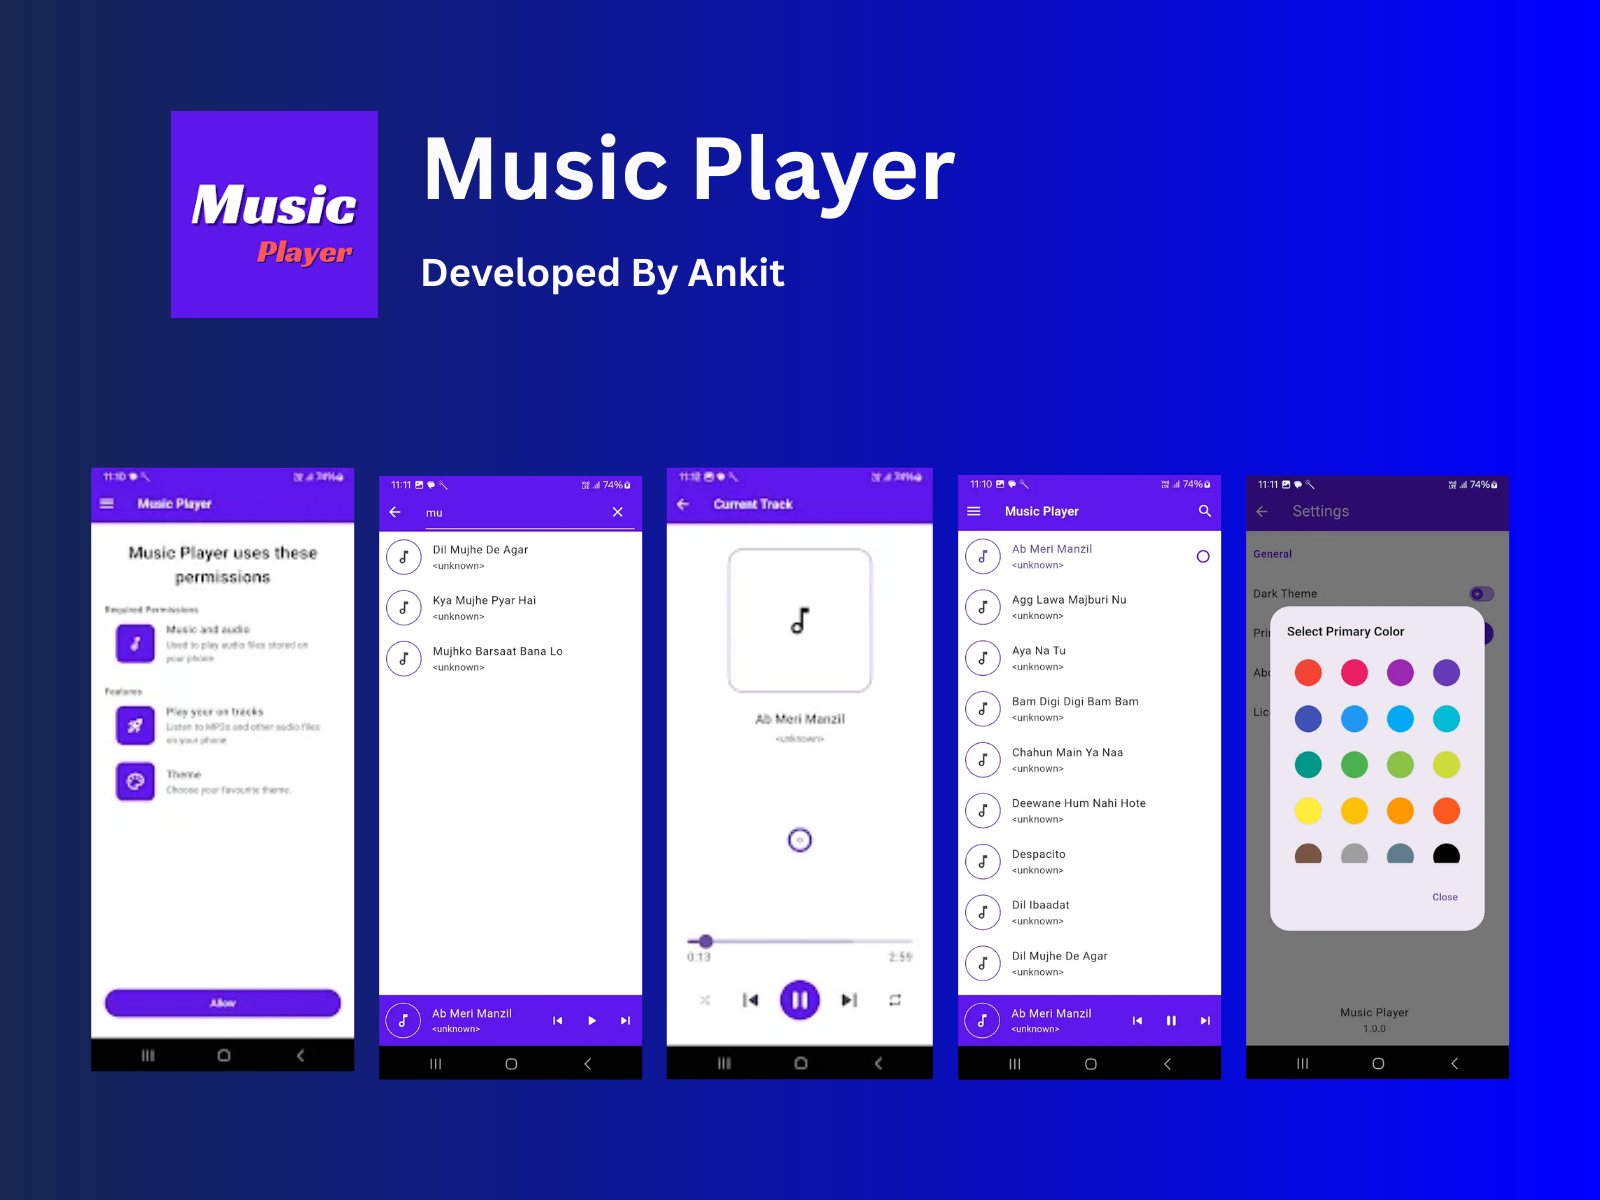 Music
Player
Music Player
Developed By Ankit
11:10
74%
Music Player
Music Player uses these
permissions
Required Permissions
Music and audio
Used to play audio files stored on
your phone
Features
Play your on tracks
Listen to MP3s and other audio files
on your phone
Theme
Choose your favourite theme.
Allow
11:11
74%
mu
Dil Mujhe De Agar
<unknown>
Kya Mujhe Pyar Hai
<unknown>
Mujhko Barsaat Bana Lo
<unknown>
Ab Meri Manzil
<unknown>
11:12
74%
Current Track
Ab Meri Manzil
<unknown>
0:13
2:59
11:10
74%
Music Player
Ab Meri Manzil
<unknown>
Agg Lawa Majburi Nu
<unknown>
Aya Na Tu
<unknown>
Bam Digi Digi Bam Bam
<unknown>
Chahun Main Ya Naa
<unknown>
Deewane Hum Nahi Hote
<unknown>
Despacito
<unknown>
Dil Ibaadat
<unknown>
Dil Mujhe De Agar
<unknown>
Ab Meri Manzil
<unknown>
11:11
74%
Settings
General
Dark Theme
Pri
Abo
Lic
Select Primary Color
Close
Music Player
1.0.0